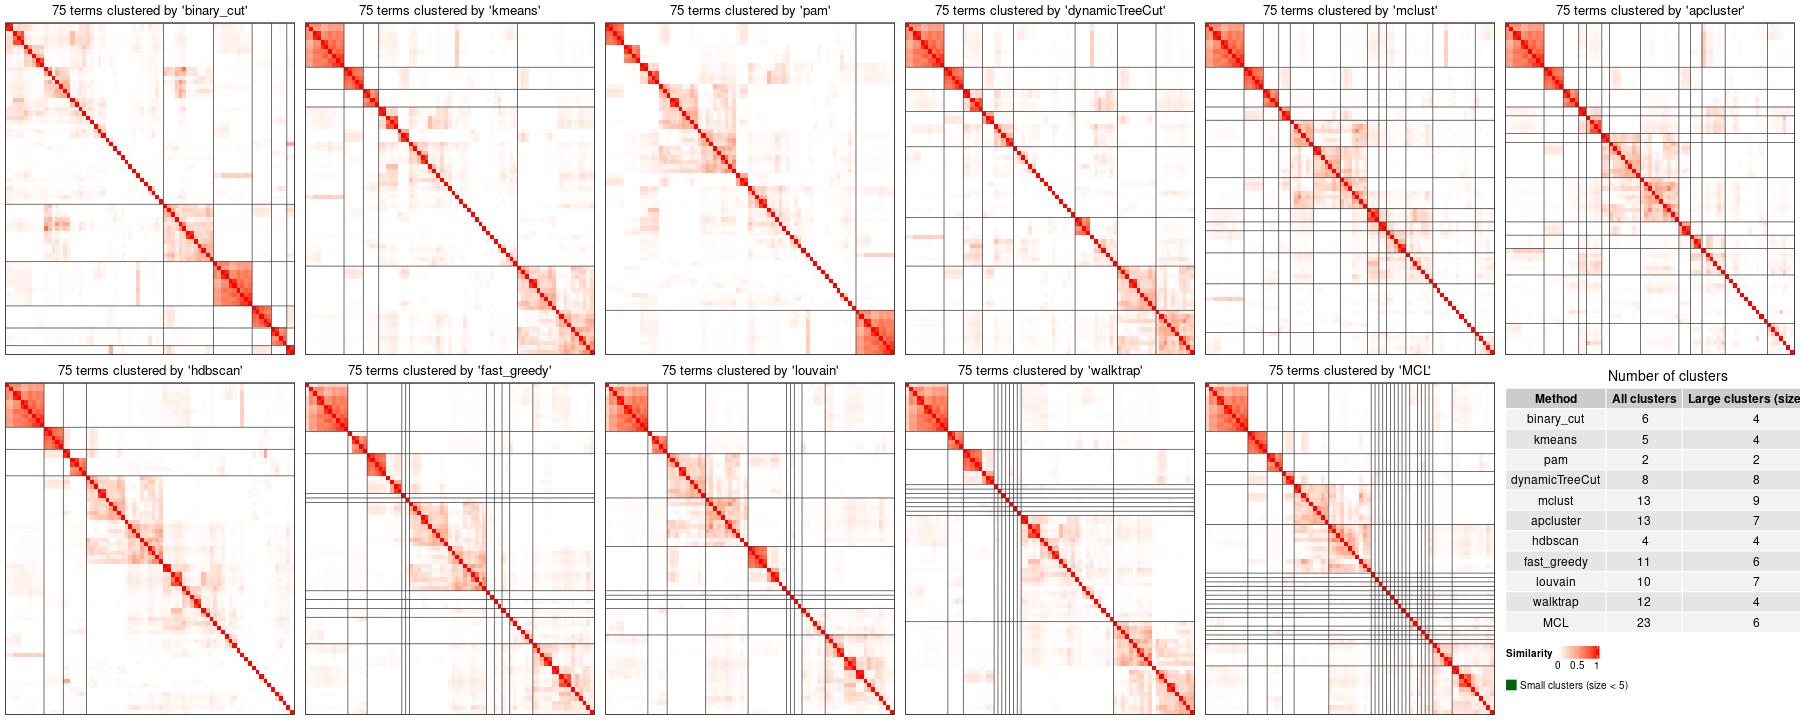 75 terms clustered by 'binary_cut'
75 terms clustered by 'kmeans'
75 terms clustered by 'pam'
75 terms clustered by 'dynamicTreeCut'
75 terms clustered by 'mclust'
75 terms clustered by 'apcluster'
75 terms clustered by 'hdbscan'
75 terms clustered by 'fast_greedy'
75 terms clustered by 'louvain'
75 terms clustered by 'walktrap'
75 terms clustered by 'MCL'
Number of clusters
Method All clusters Large clusters (size
binary_cut 6 4
kmeans 5 4
pam 2 2
dynamicTreeCut 8 8
mclust 13 9
apcluster 13 7
hdbscan 4 4
fast_greedy 11 6
louvain 10 7
walktrap 12 4
MCL 23 6
Similarity
0 0.5 1
Small clusters (size < 5)